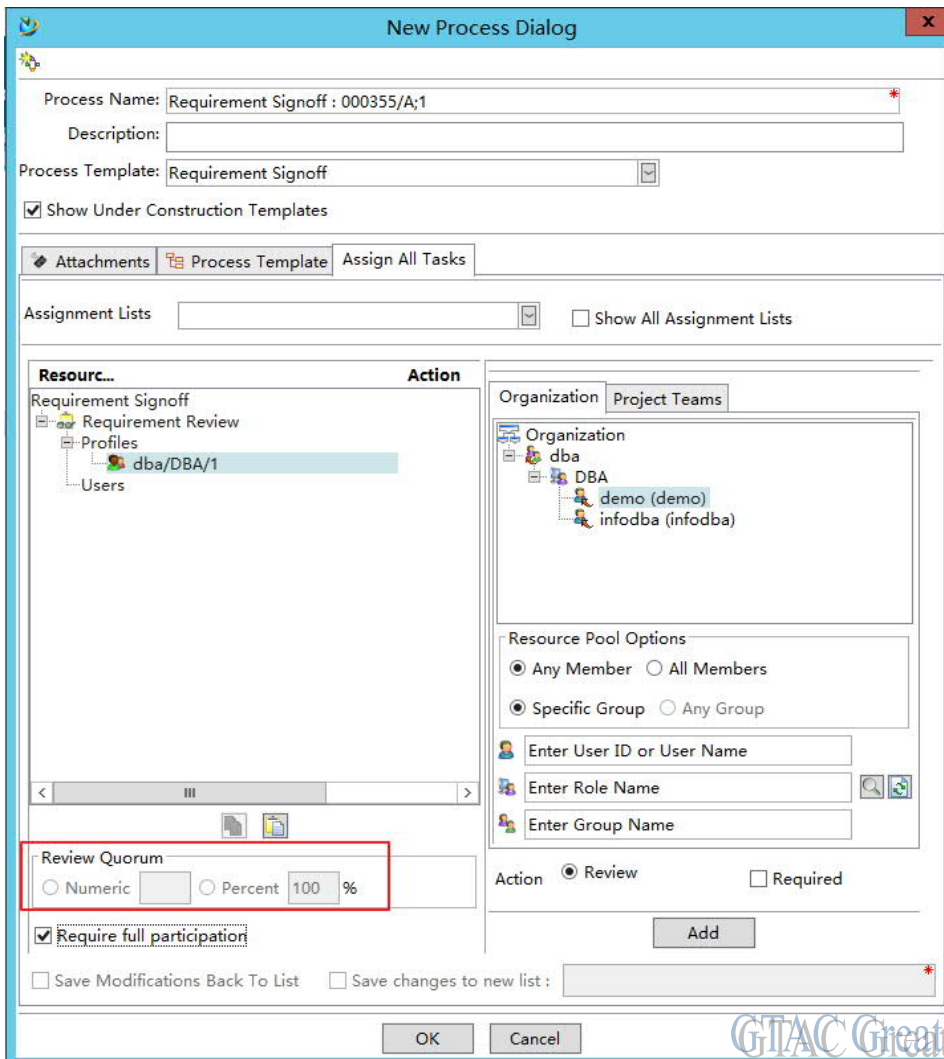 New Process Dialog
x
Process Name: Requirement Signoff : 000355/A;1 *
Description:
Process Template: Requirement Signoff
Show Under Construction Templates
Attachments Process Template Assign All Tasks
Assignment Lists Show All Assignment Lists
Resourc... Action
Requirement Signoff
Requirement Review
Profiles
dba/DBA/1
Users
Organization Project Teams
Organization
dba
DBA
demo (demo)
infodba (infodba)
Resource Pool Options
Any Member All Members
Specific Group Any Group
Enter User ID or User Name
Enter Role Name
Enter Group Name
Review Quorum
Numeric Percent 100 %
Require full participation
Action Review Required
Add
Save Modifications Back To List Save changes to new list : *
OK Cancel
GTAC Great